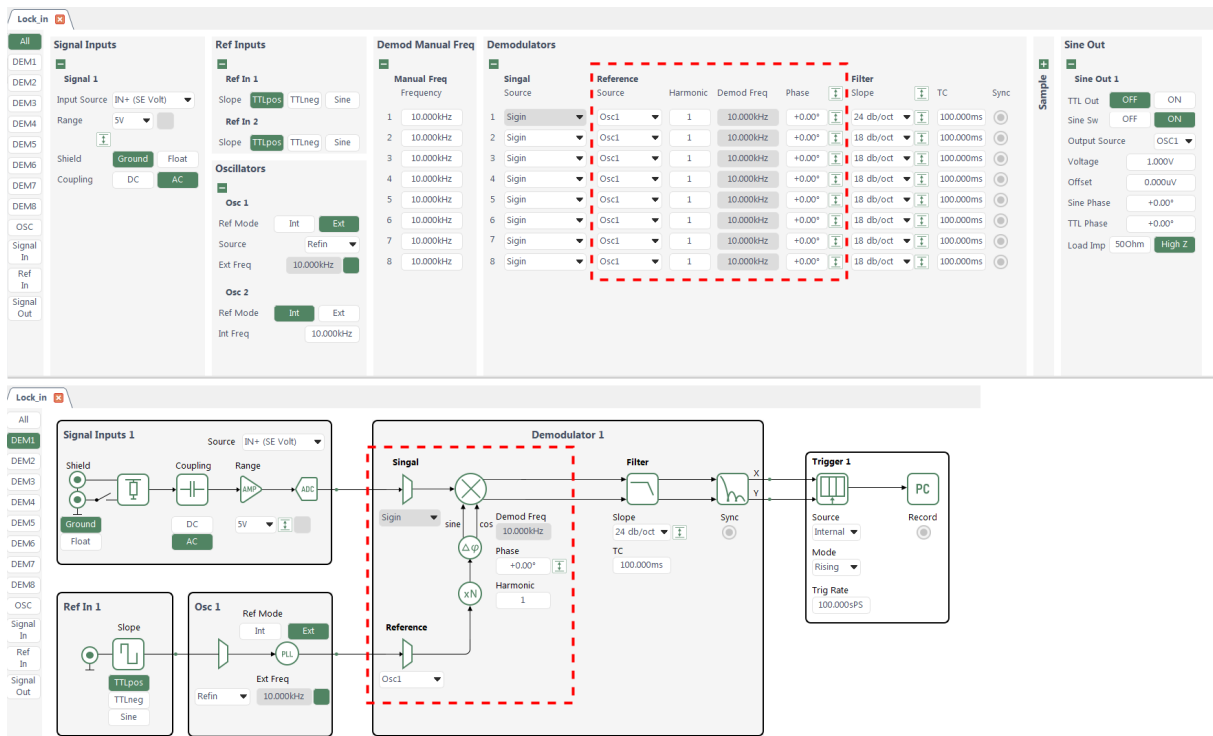 Lock_in
All
DEM1
DEM2
DEM3
DEM4
DEM5
DEM6
DEM7
DEM8
OSC
Signal
In
Ref
In
Signal
Out
Signal Inputs
Signal 1
Input Source IN+ (SE Volt)
Range 5V
Shield Ground Float
Coupling DC AC
Ref Inputs
Ref In 1
Slope TTLpos TTLneg Sine
Ref In 2
Slope TTLpos TTLneg Sine
Oscillators
Osc 1
Ref Mode Int Ext
Source Refin
Ext Freq 10.000kHz
Osc 2
Ref Mode Int Ext
Int Freq 10.000kHz
Demod Manual Freq
Manual Freq
Frequency
1 10.000kHz
2 10.000kHz
3 10.000kHz
4 10.000kHz
5 10.000kHz
6 10.000kHz
7 10.000kHz
8 10.000kHz
Demodulators
Singal Reference Filter
Source Source Harmonic Demod Freq Phase Slope TC Sync
1 Sigin Osc1 1 10.000kHz +0.00° 24 db/oct 100.000ms
2 Sigin Osc1 1 10.000kHz +0.00° 18 db/oct 100.000ms
3 Sigin Osc1 1 10.000kHz +0.00° 18 db/oct 100.000ms
4 Sigin Osc1 1 10.000kHz +0.00° 18 db/oct 100.000ms
5 Sigin Osc1 1 10.000kHz +0.00° 18 db/oct 100.000ms
6 Sigin Osc1 1 10.000kHz +0.00° 18 db/oct 100.000ms
7 Sigin Osc1 1 10.000kHz +0.00° 18 db/oct 100.000ms
8 Sigin Osc1 1 10.000kHz +0.00° 18 db/oct 100.000ms
Sample
Sine Out
Sine Out 1
TTL Out OFF ON
Sine Sw OFF ON
Output Source OSC1
Voltage 1.000V
Offset 0.000uV
Sine Phase +0.00°
TTL Phase +0.00°
Load Imp 50Ohm High Z
Lock_in
All
DEM1
DEM2
DEM3
DEM4
DEM5
DEM6
DEM7
DEM8
OSC
Signal
In
Ref
In
Signal
Out
Signal Inputs 1
Source IN+ (SE Volt)
Shield Coupling Range
AMP ADC
Ground DC 5V
Float AC
Ref In 1
Slope
TTLpos
TTLneg
Sine
Osc 1
Ref Mode
Int Ext
PLL
Ext Freq
Refin 10.000kHz
Demodulator 1
Singal
Sigin
sine cos
Demod Freq
10.000kHz
Δφ
Phase
+0.00°
xN
Harmonic
1
Reference
Osc1
Filter
Slope
24 db/oct
TC
100.000ms
Sync
X
Y
Trigger 1
PC
Source Record
Internal
Mode
Rising
Trig Rate
100.000sPS